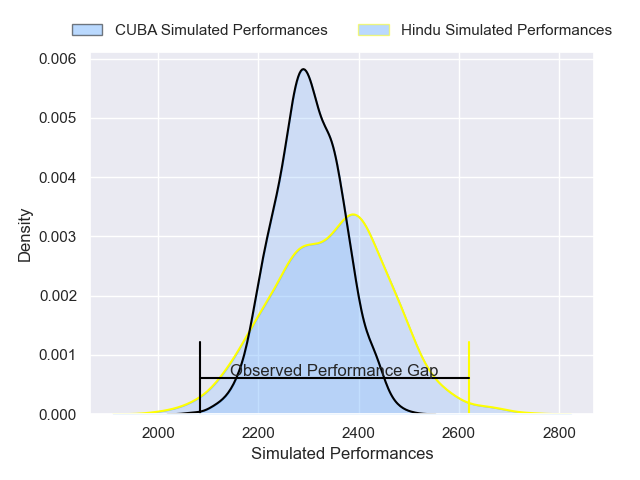 CUBA Simulated Performances
Hindu Simulated Performances
0.006
0.005
0.004
0.003
0.002
0.001
0.000
Density
Observed Performance Gap
2000 2200 2400 2600 2800
Simulated Performances